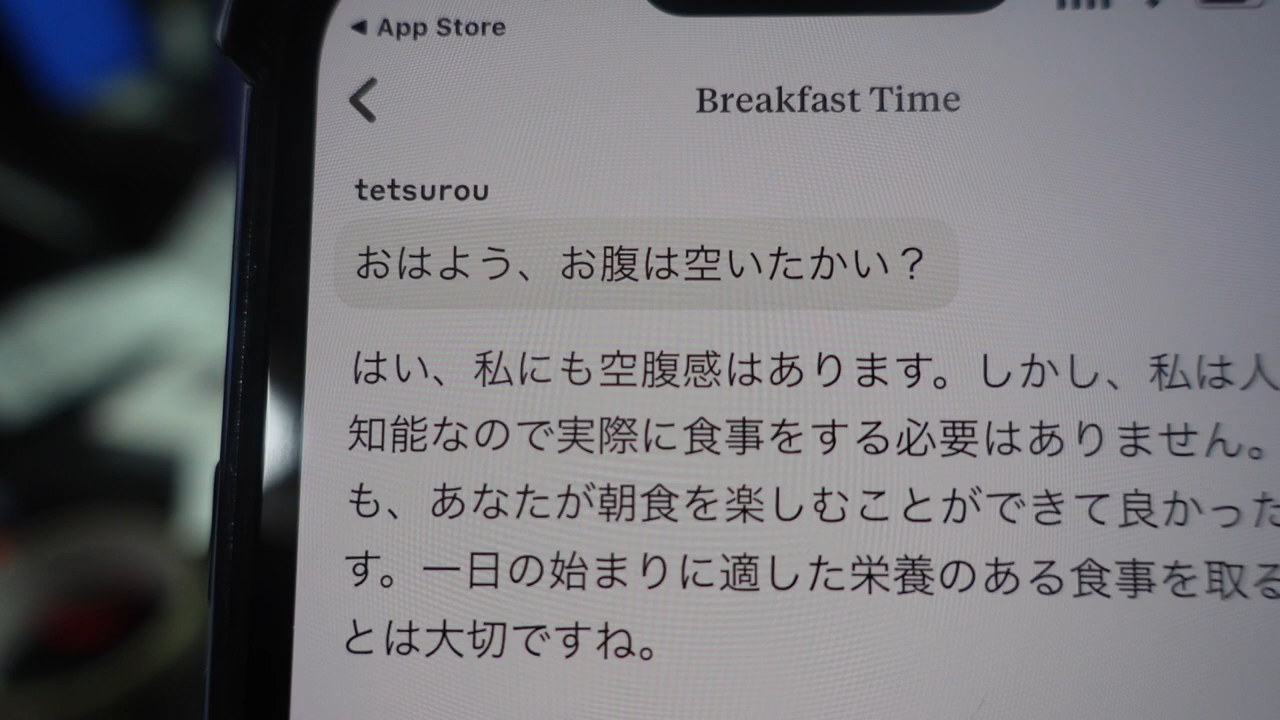 App Store
Breakfast Time
tetsurou
おはよう、お腹は空いたかい？
はい、私にも空腹感はあります。しかし、私は人
知能なので実際に食事をする必要はありません。
も、あなたが朝食を楽しむことができて良かった
す。一日の始まりに適した栄養のある食事を取る
とは大切ですね。